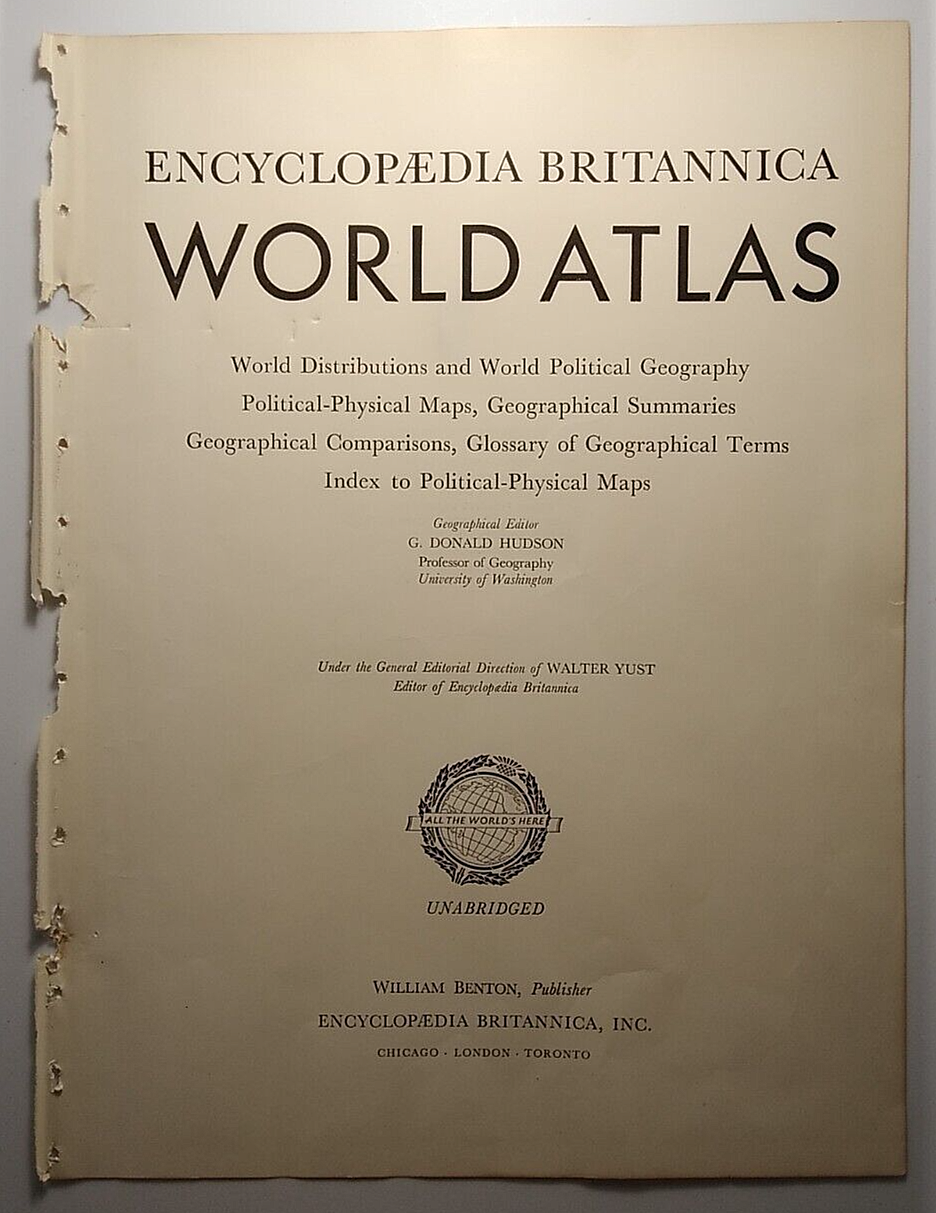 ENCYCLOPÆDIA BRITANNICA
WORLD ATLAS
World Distributions and World Political Geography
Political-Physical Maps, Geographical Summaries
Geographical Comparisons, Glossary of Geographical Terms
Index to Political-Physical Maps
Geographical Editor
G. DONALD HUDSON
Professor of Geography
University of Washington
Under the General Editorial Direction of WALTER YUST
Editor of Encyclopædia Britannica
ALL THE WORLD'S HERE
UNABRIDGED
WILLIAM BENTON, Publisher
ENCYCLOPÆDIA BRITANNICA, INC.
CHICAGO · LONDON · TORONTO